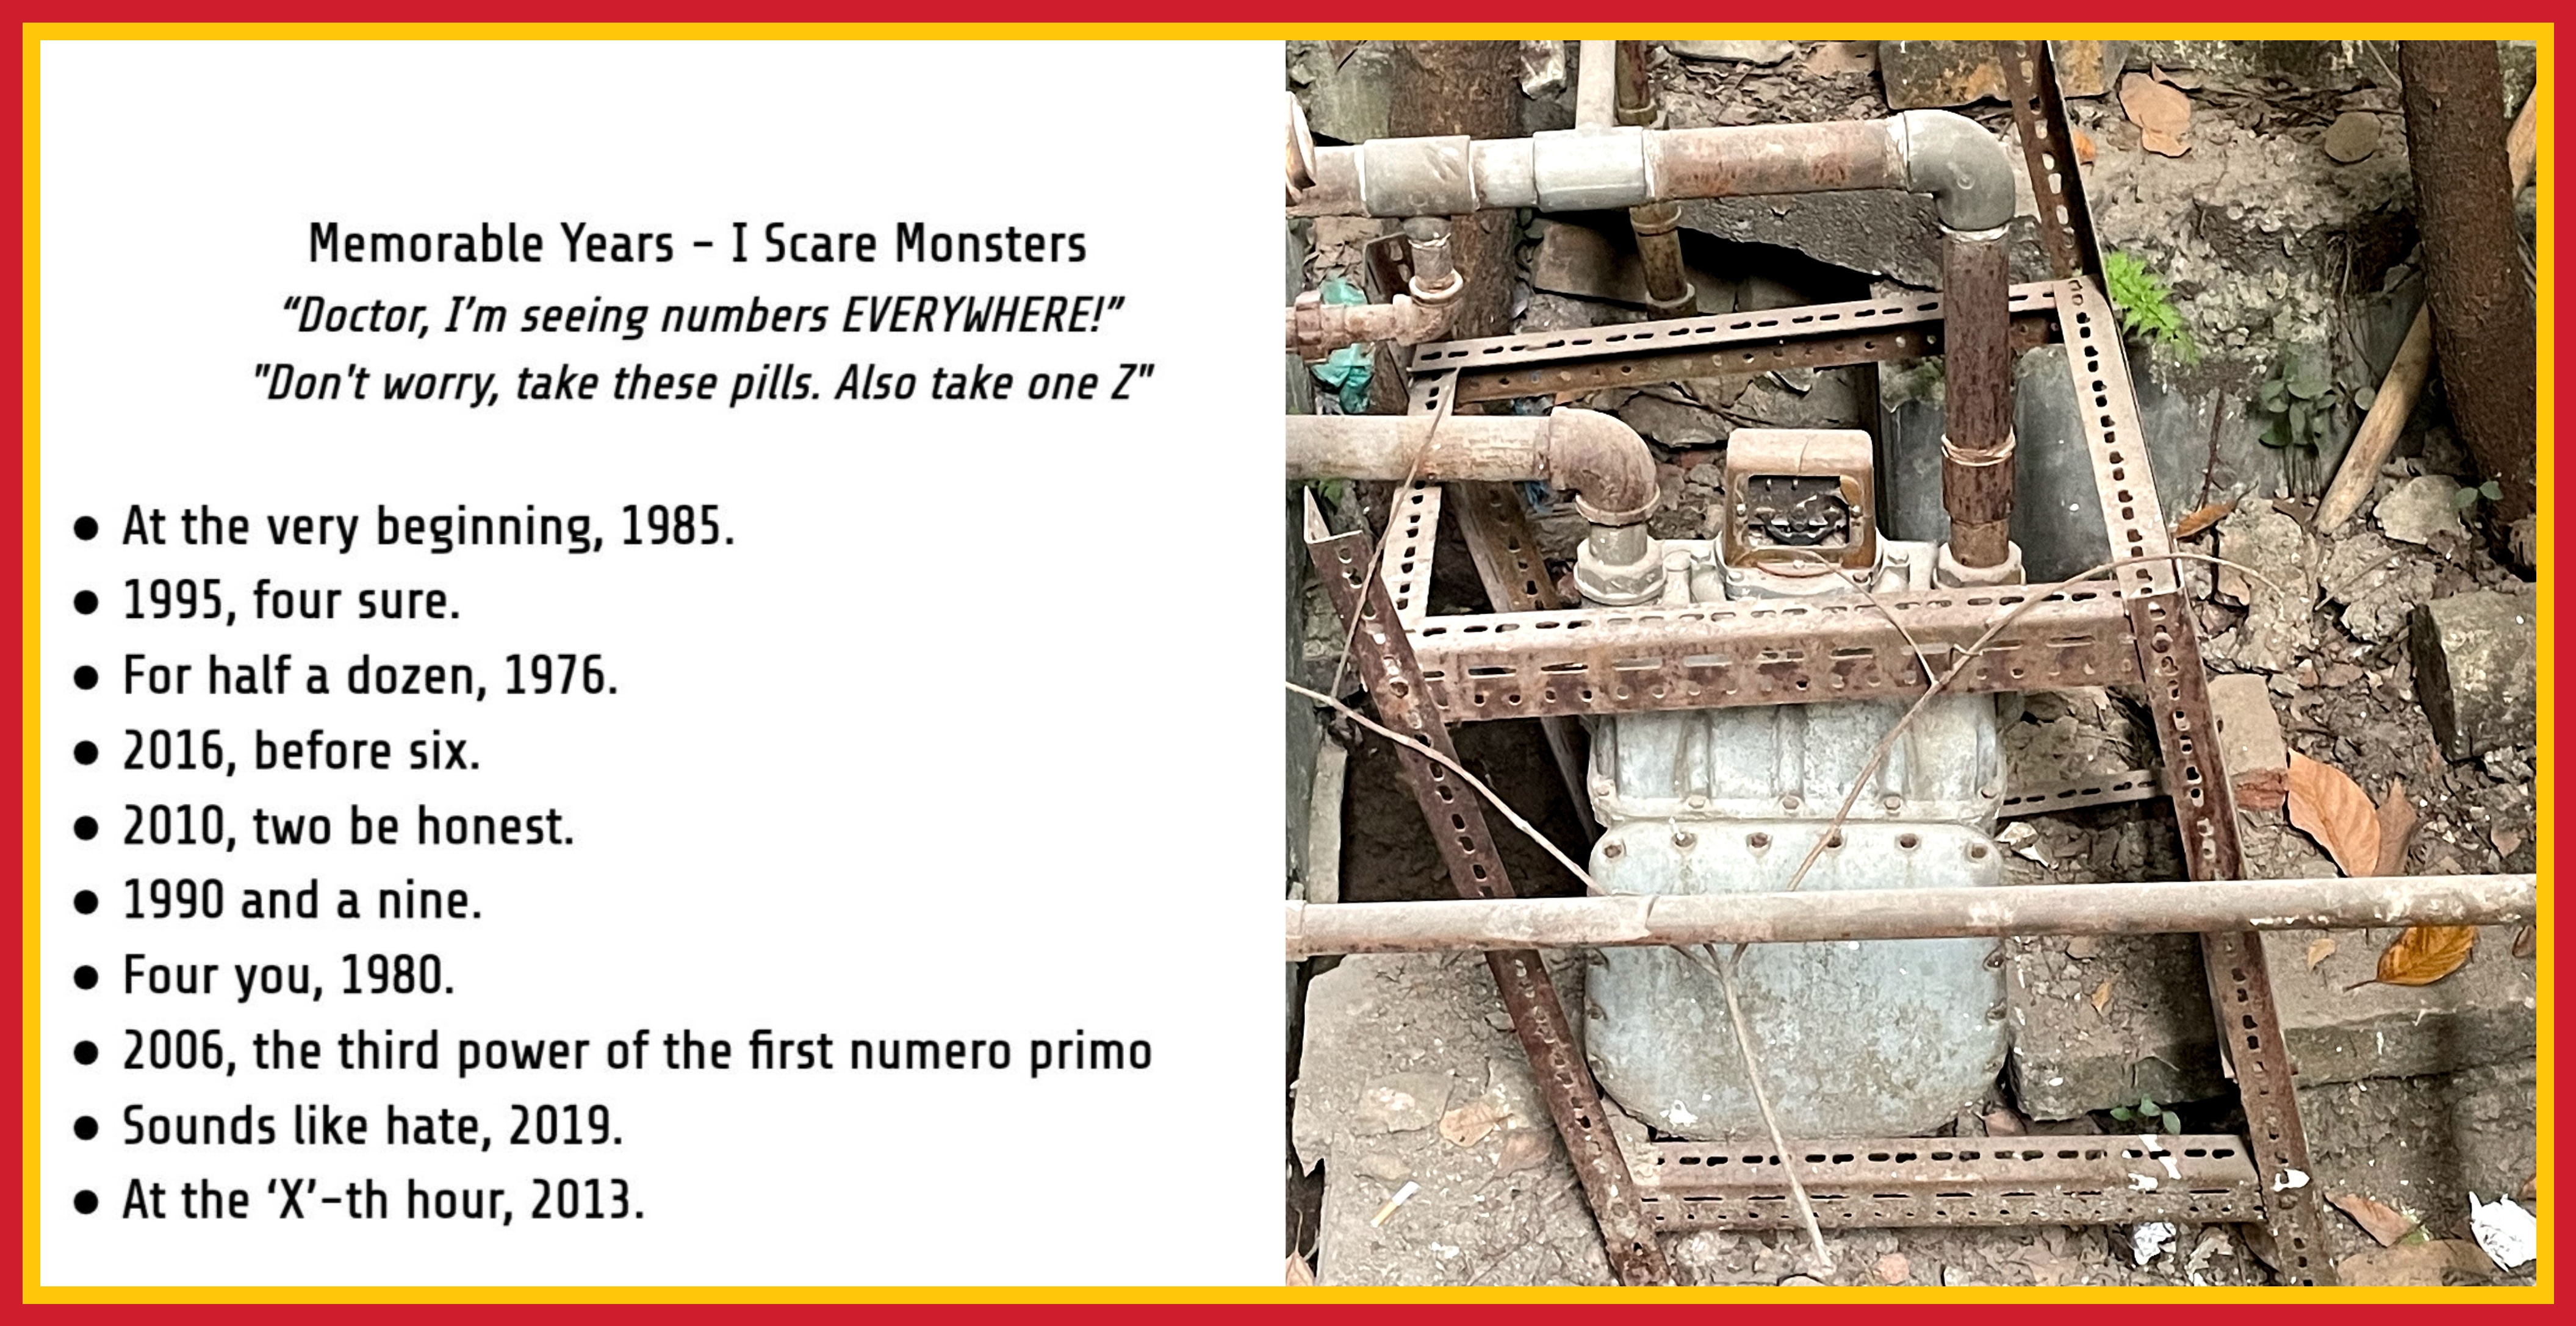 Memorable Years - I Scare Monsters
“Doctor, I’m seeing numbers EVERYWHERE!”
"Don't worry, take these pills. Also take one Z"
● At the very beginning, 1985.
● 1995, four sure.
● For half a dozen, 1976.
● 2016, before six.
● 2010, two be honest.
● 1990 and a nine.
● Four you, 1980.
● 2006, the third power of the first numero primo
● Sounds like hate, 2019.
● At the ‘X’-th hour, 2013.